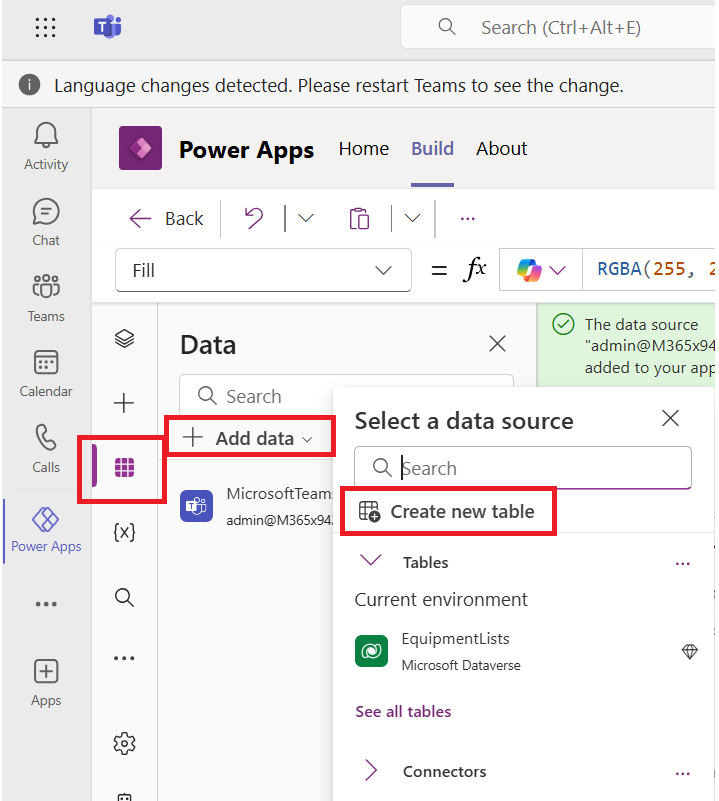 Search (Ctrl+Alt+E)
Language changes detected. Please restart Teams to see the change.
Activity
Chat
Teams
Calendar
Calls
Power Apps
Apps
Power Apps Home Build About
Back
Fill = fx RGBA(255, 2
Data
Search
Add data
MicrosoftTeams
admin@M365x94
The data source
"admin@M365x94
added to your app
Select a data source
Search
Create new table
Tables
Current environment
EquipmentLists
Microsoft Dataverse
See all tables
Connectors